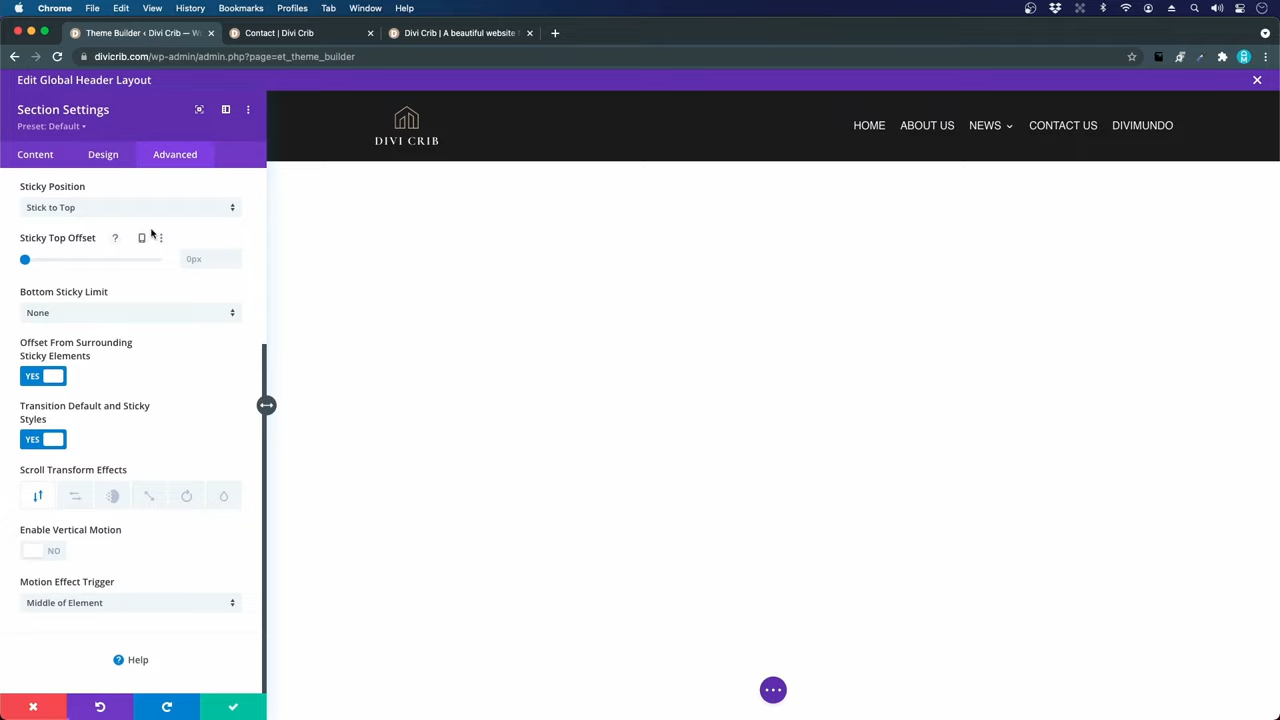 Chrome File Edit View History Bookmarks Profiles Tab Window Help
Theme Builder ‹ Divi Crib — W
Contact | Divi Crib
Divi Crib | A beautiful website
divicrib.com/wp-admin/admin.php?page=et_theme_builder
Edit Global Header Layout
Section Settings
Preset: Default
Content Design Advanced
DIVI CRIB
HOME ABOUT US NEWS CONTACT US DIVIMUNDO
Sticky Position
Stick to Top
Sticky Top Offset ?
0px
Bottom Sticky Limit
None
Offset From Surrounding
Sticky Elements
YES
Transition Default and Sticky
Styles
YES
Scroll Transform Effects
Enable Vertical Motion
NO
Motion Effect Trigger
Middle of Element
? Help